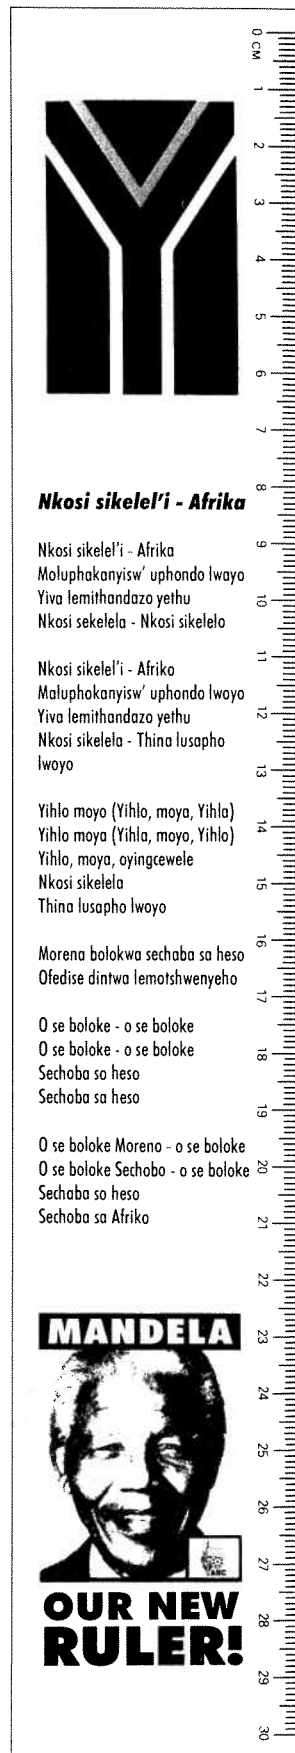 0 CM
1
2
3
4
5
6
7
8
9
10
11
12
13
14
15
16
17
18
19
20
21
22
23
24
25
26
27
28
29
30
Nkosi sikelel'i - Afrika
Nkosi sikelel'i - Afrika
Moluphakanyisw' uphondo lwayo
Yiva lemithandazo yethu
Nkosi sekelela - Nkosi sikelelo
Nkosi sikelel'i - Afriko
Maluphokanyisw' uphondo lwoyo
Yiva lemithandozo yethu
Nkosi sikelela - Thina lusapho
lwoyo
Yihlo moyo (Yihlo, moya, Yihla)
Yihlo moya (Yihla, moyo, Yihlo)
Yihlo, moya, oyingcewele
Nkosi sikelela
Thina lusapho lwoyo
Morena bolokwa sechaba sa heso
Ofedise dintwa lemotshwenyeho
O se boloke - o se boloke
O se boloke - o se boloke
Sechoba so heso
Sechoba sa heso
O se boloke Moreno - o se boloke
O se boloke Sechobo - o se boloke
Sechaba so heso
Sechoba sa Afriko
MANDELA
ANC
OUR NEW
RULER!